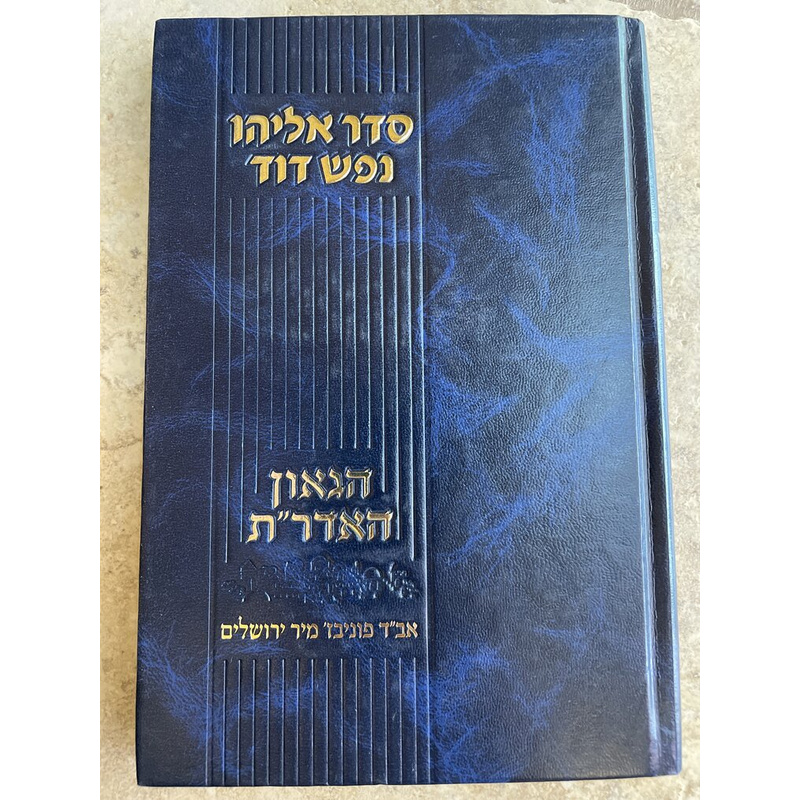 סדר אליהו
נפש דוד
הגאון
האדר"ת
אב"ד פוניבז' מיר ירושלים